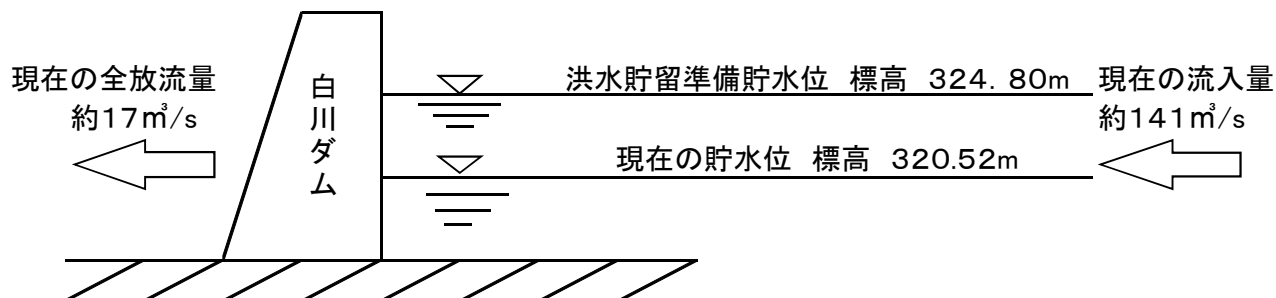 現在の全放流量
約17㎥/s
白川ダム
洪水貯留準備貯水位 標高 324.80m
現在の貯水位 標高 320.52m
現在の流入量
約141㎥/s